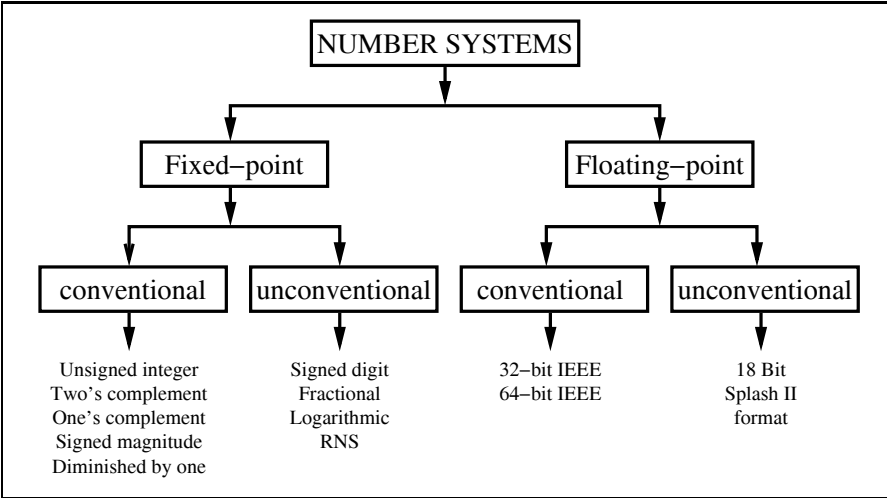 NUMBER SYSTEMS
Fixed−point
Floating−point
conventional
unconventional
conventional
unconventional
Unsigned integer
Two's complement
One's complement
Signed magnitude
Diminished by one
Signed digit
Fractional
Logarithmic
RNS
32−bit IEEE
64−bit IEEE
18 Bit
Splash II
format